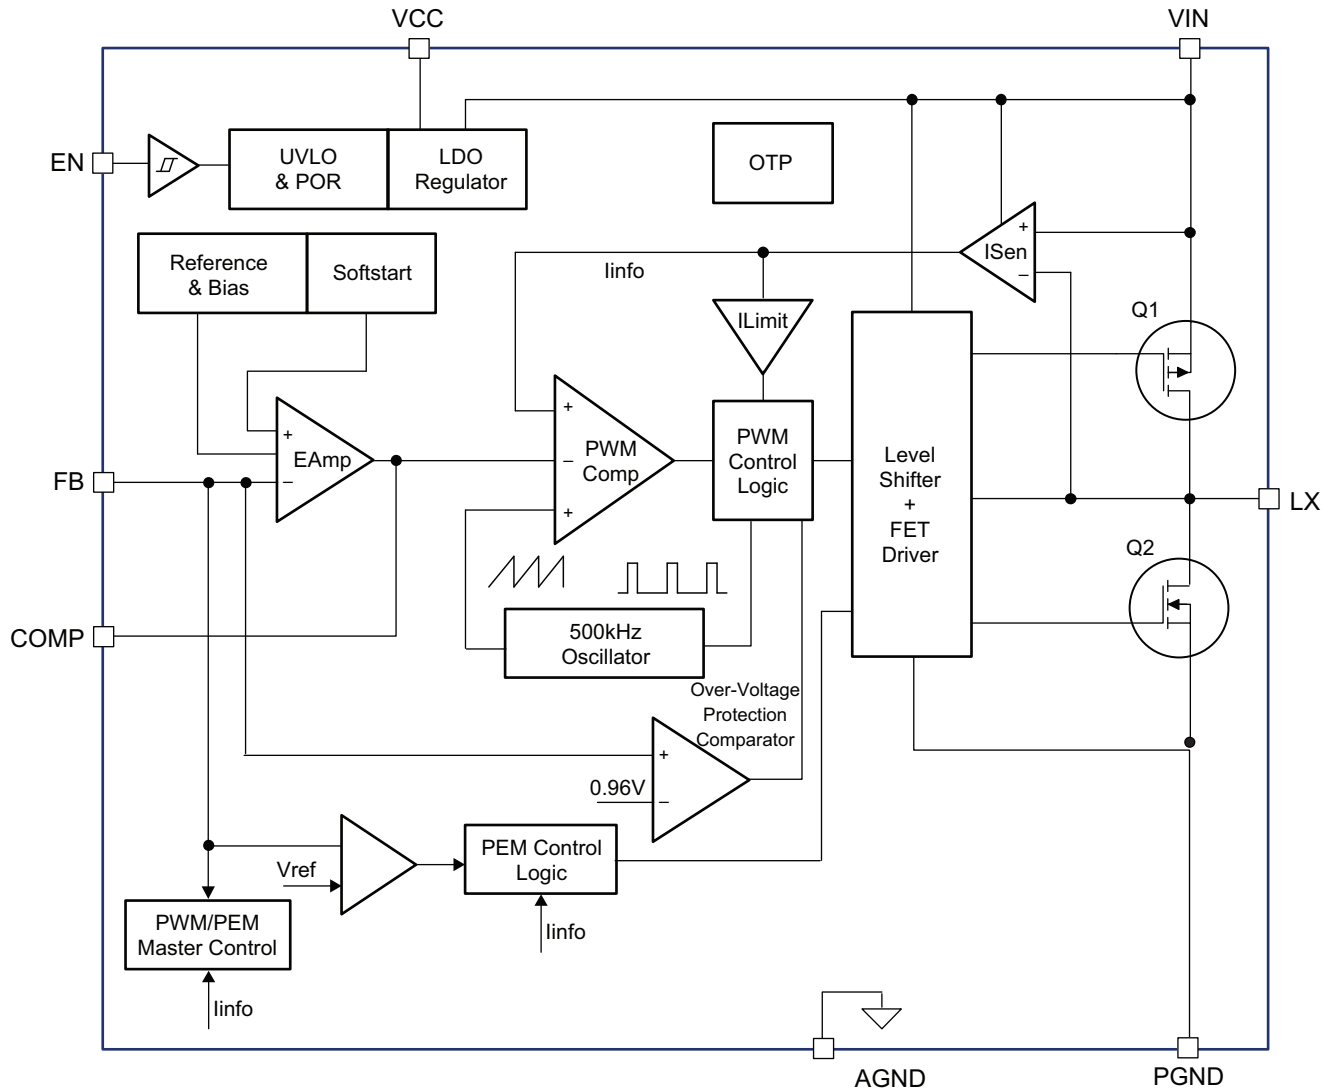 VCC
VIN
EN
UVLO
& POR
LDO
Regulator
OTP
Reference
& Bias
Softstart
Iinfo
+
ISen
−
ILimit
Q1
+
EAmp
−
FB
+
−
PWM
Comp
+
PWM
Control
Logic
Level
Shifter
+
FET
Driver
LX
Q2
COMP
500kHz
Oscillator
Over-Voltage
Protection
Comparator
+
0.96V
−
Vref
PEM Control
Logic
Iinfo
PWM/PEM
Master Control
Iinfo
AGND
PGND